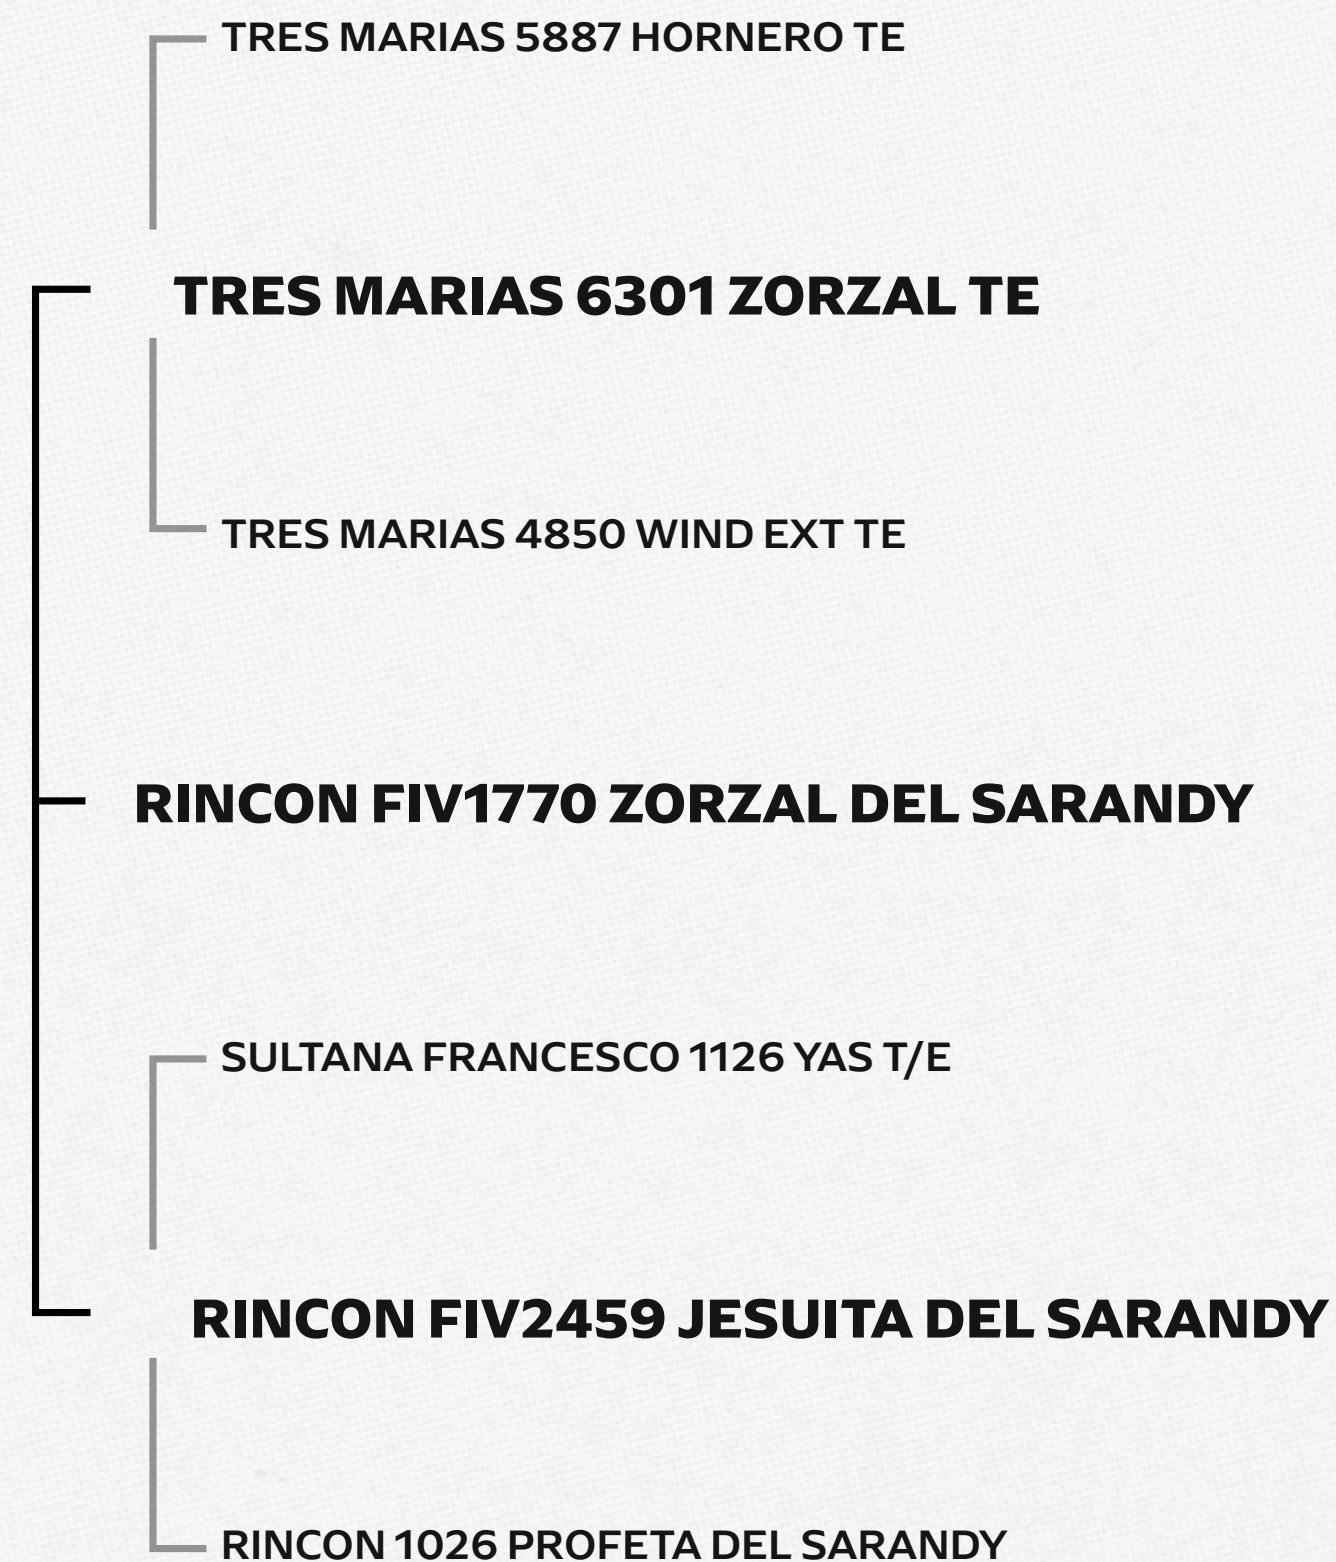 TRES MARIAS 5887 HORNERO TE
TRES MARIAS 6301 ZORZAL TE
TRES MARIAS 4850 WIND EXT TE
RINCON FIV1770 ZORZAL DEL SARANDY
SULTANA FRANCESCO 1126 YAS T/E
RINCON FIV2459 JESUITA DEL SARANDY
RINCON 1026 PROFETA DEL SARANDY